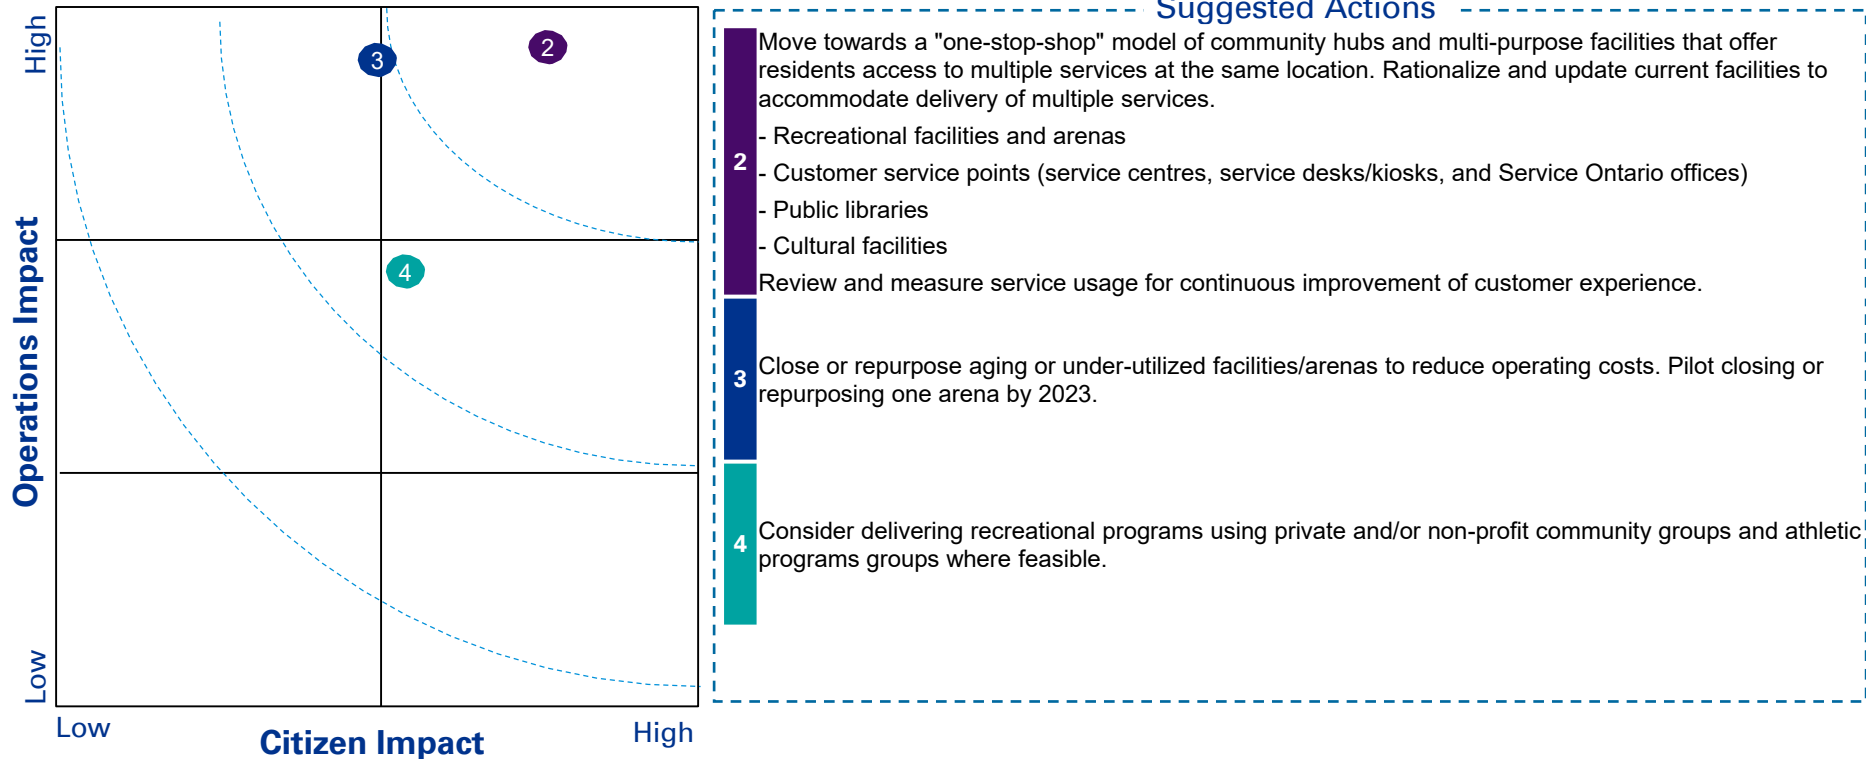 Suggested Actions
High
Operations Impact
Low
Low
Citizen Impact
High
2
3
4
2
Move towards a "one-stop-shop" model of community hubs and multi-purpose facilities that offer
residents access to multiple services at the same location. Rationalize and update current facilities to
accommodate delivery of multiple services.
- Recreational facilities and arenas
- Customer service points (service centres, service desks/kiosks, and Service Ontario offices)
- Public libraries
- Cultural facilities
Review and measure service usage for continuous improvement of customer experience.
3
Close or repurpose aging or under-utilized facilities/arenas to reduce operating costs. Pilot closing or
repurposing one arena by 2023.
4
Consider delivering recreational programs using private and/or non-profit community groups and athletic
programs groups where feasible.